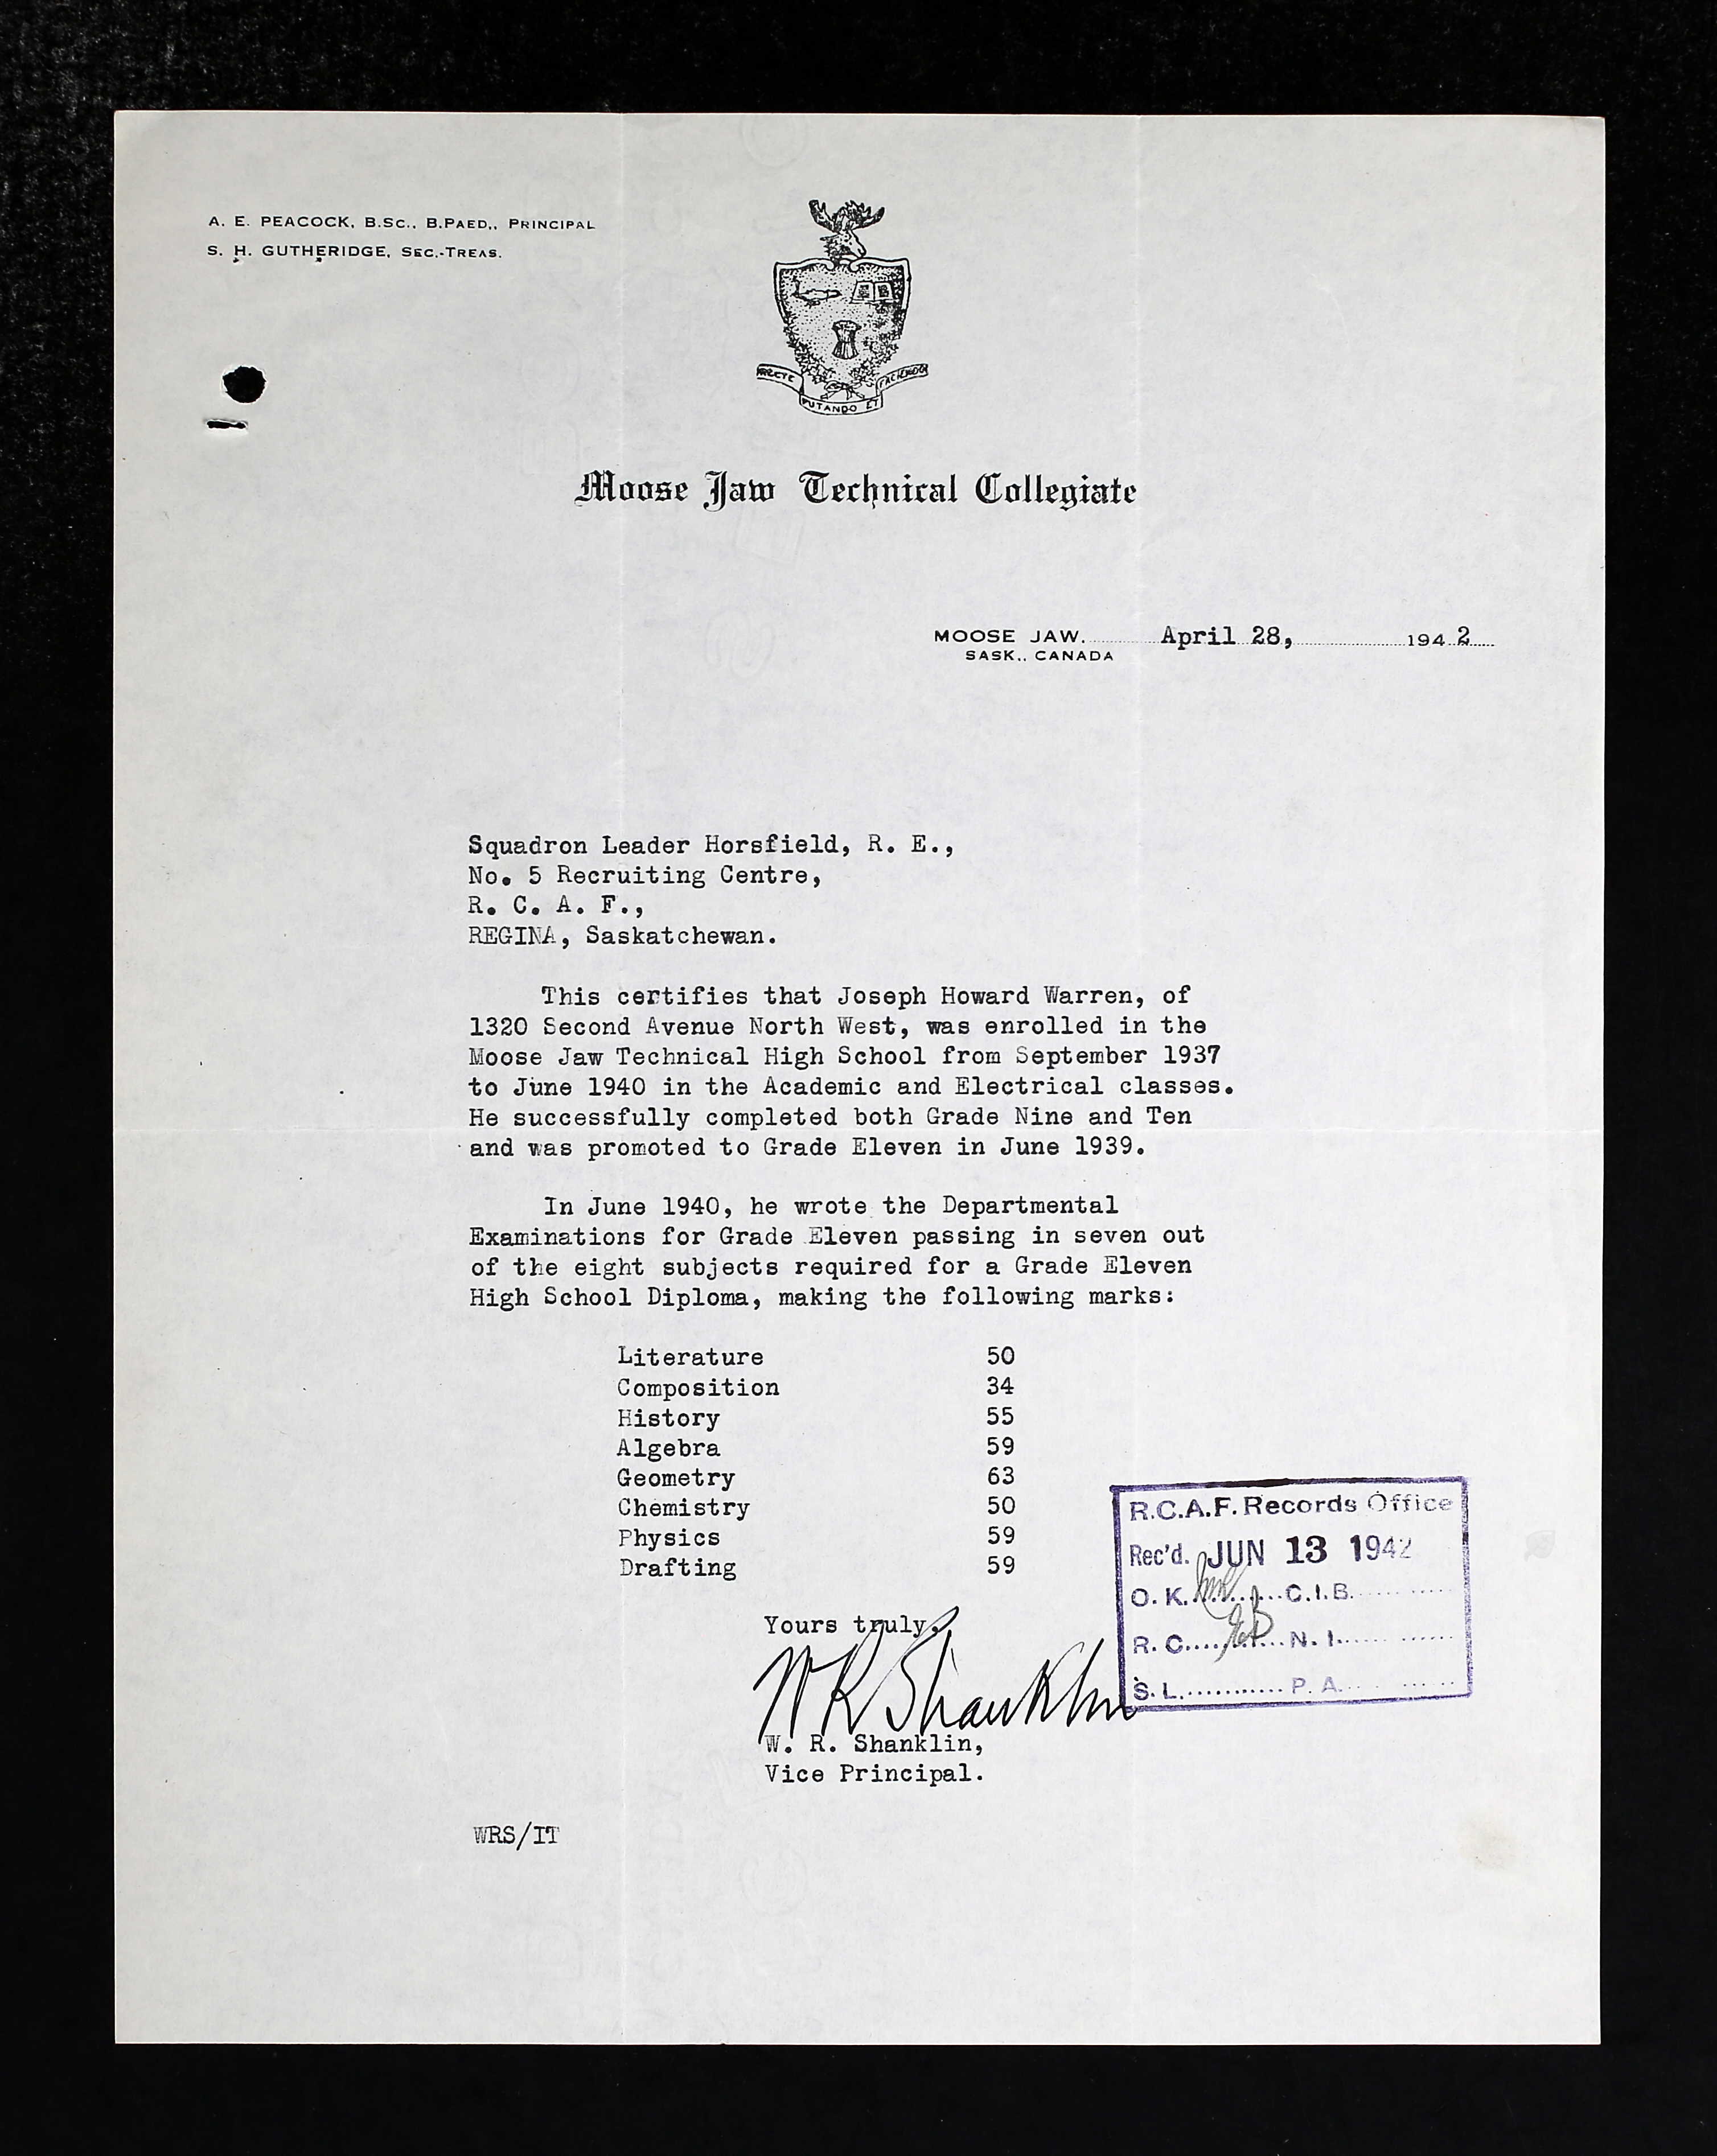 A. E. PEACOCK, B.Sc., B.Paed., Principal
S. H. GUTHERIDGE, Sec.-Treas.
RECTE
PUTANDO ET
FACIENDO
Moose Jaw Technical Collegiate
MOOSE JAW. April 28, 194 2
SASK., CANADA
Squadron Leader Horsfield, R. E.,
No. 5 Recruiting Centre,
R. C. A. F.,
REGINA, Saskatchewan.
This certifies that Joseph Howard Warren, of
1320 Second Avenue North West, was enrolled in the
Moose Jaw Technical High School from September 1937
to June 1940 in the Academic and Electrical classes.
He successfully completed both Grade Nine and Ten
and was promoted to Grade Eleven in June 1939.
In June 1940, he wrote the Departmental
Examinations for Grade Eleven passing in seven out
of the eight subjects required for a Grade Eleven
High School Diploma, making the following marks:
Literature 50
Composition 34
History 55
Algebra 59
Geometry 63
Chemistry 50
Physics 59
Drafting 59
R.C.A.F. Records Office
Rec'd. JUN 13 1942
O. K. .......... C.I.B. ..........
R. C. .......... N. I. ..........
S. L. .......... P. A. ..........
Yours truly,
W R Shanklin
W. R. Shanklin,
Vice Principal.
WRS/IT